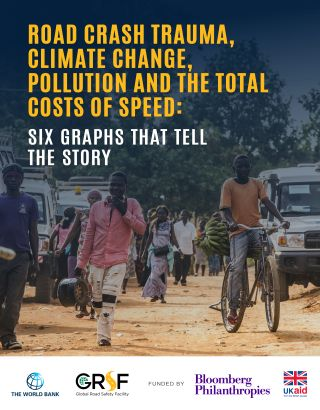 ROAD CRASH TRAUMA,
CLIMATE CHANGE,
POLLUTION AND THE TOTAL
COSTS OF SPEED:
SIX GRAPHS THAT TELL
THE STORY
THE WORLD BANK
GRSF
Global Road Safety Facility
FUNDED BY
Bloomberg
Philanthropies
UKaid